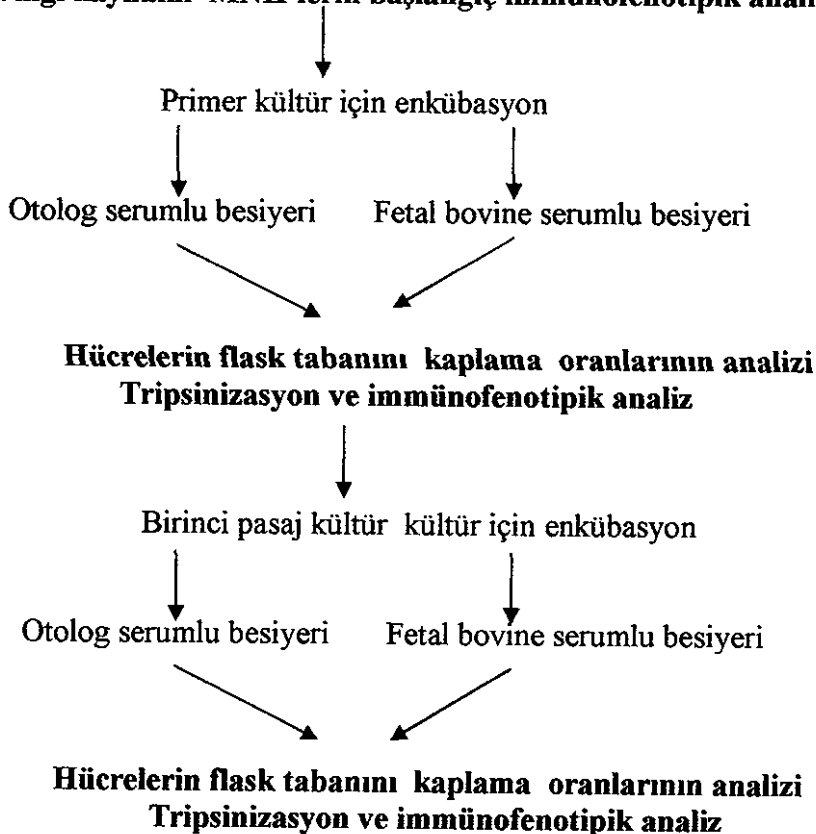 başlangıç immünofenotipik
Primer kültür için enkübasyon
Otolog serumlu besiyeri Fetal bovine serumlu besiyeri
Hücrelerin flask tabanını kaplama oranlarının analizi
Tripsinizasyon ve immünofenotipik analiz
Birinci pasaj kültür kültür için enkübasyon
Otolog serumlu besiyeri Fetal bovine serumlu besiyeri
Hücrelerin flask tabanını kaplama oranlarının analizi
Tripsinizasyon ve immünofenotipik analiz